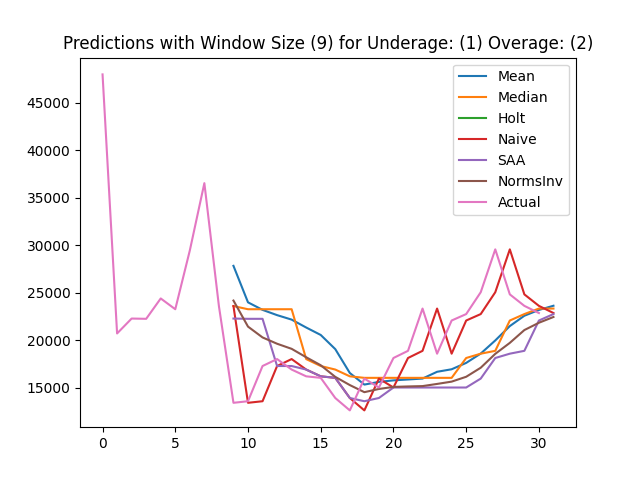 Predictions with Window Size (9) for Underage: (1) Overage: (2)
45000
40000
35000
30000
25000
20000
15000
Mean
Median
Holt
Naive
SAA
NormsInv
Actual
0 5 10 15 20 25 30